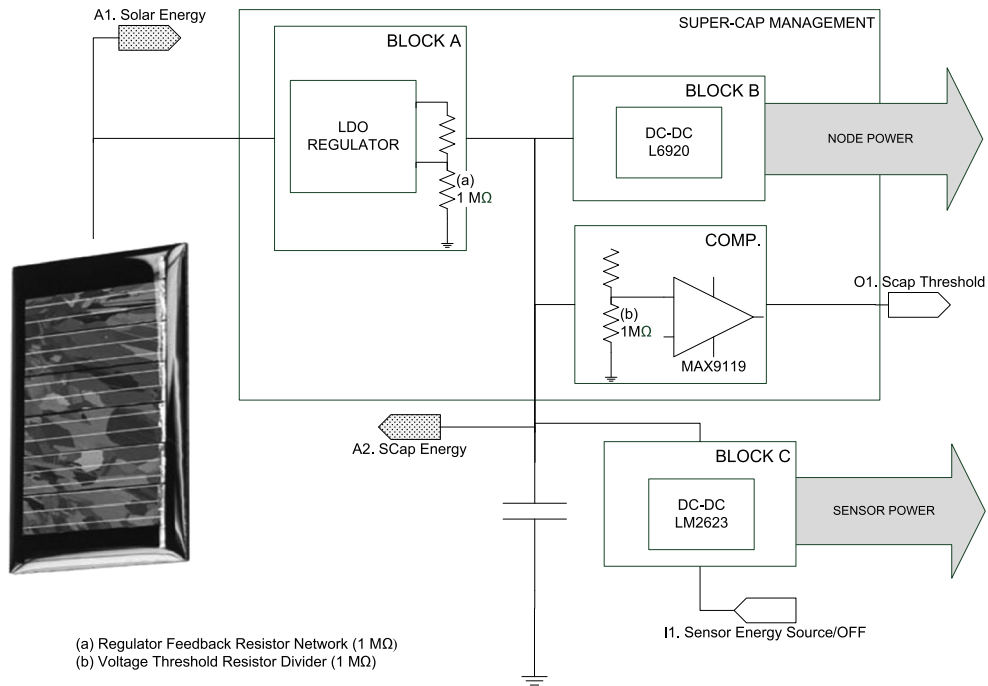 A1. Solar Energy
SUPER-CAP MANAGEMENT
BLOCK A
LDO
REGULATOR
(a)
1 MΩ
BLOCK B
DC-DC
L6920
NODE POWER
COMP.
(b)
1MΩ
MAX9119
O1. Scap Threshold
A2. SCap Energy
BLOCK C
DC-DC
LM2623
SENSOR POWER
I1. Sensor Energy Source/OFF
(a) Regulator Feedback Resistor Network (1 MΩ)
(b) Voltage Threshold Resistor Divider (1 MΩ)